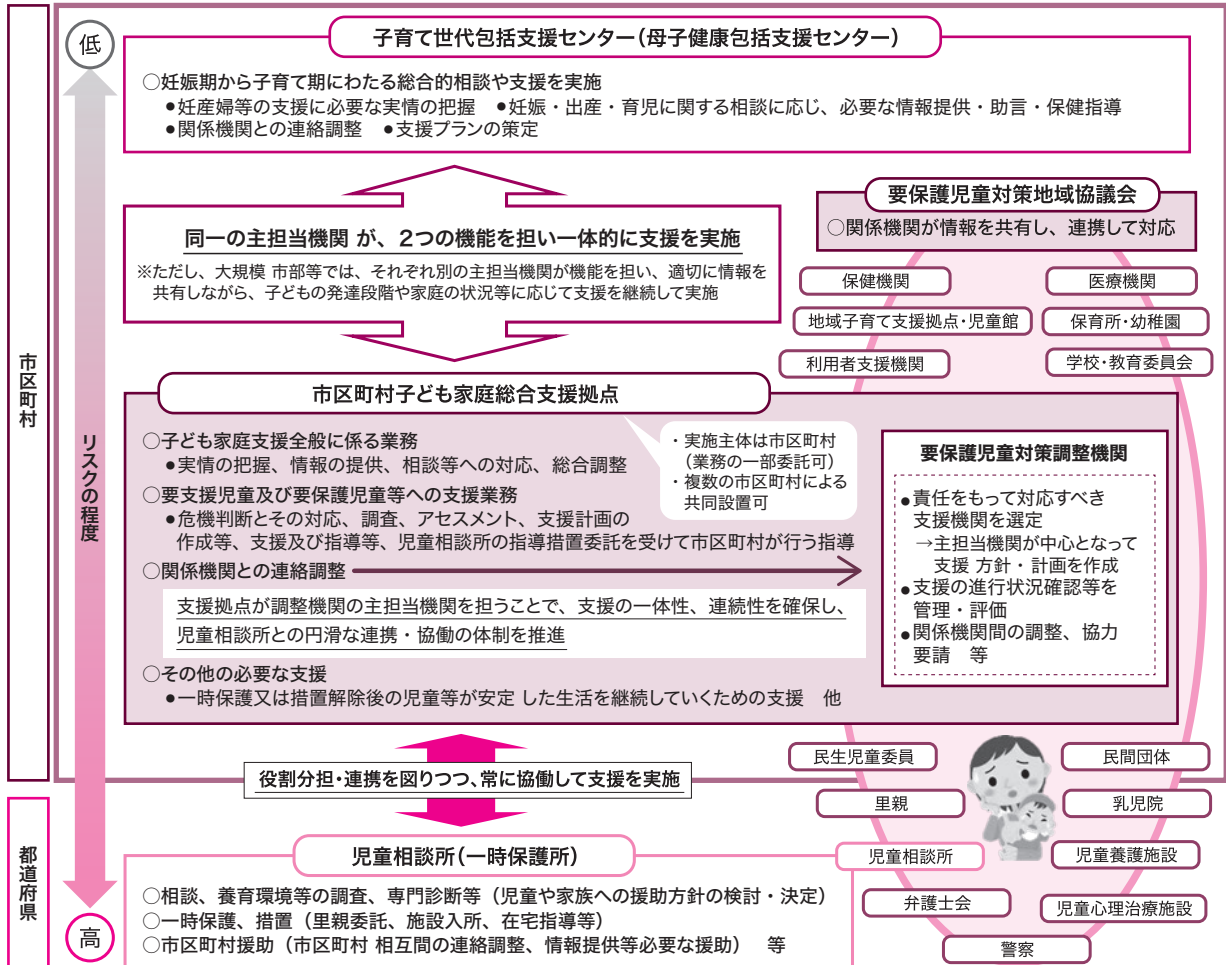 低
子育て世代包括支援センター(母子健康包括支援センター)
○妊娠期から子育て期にわたる総合的相談や支援を実施
●妊産婦等の支援に必要な実情の把握 ●妊娠・出産・育児に関する相談に応じ、必要な情報提供・助言・保健指導
●関係機関との連絡調整 ●支援プランの策定
同一の主担当機関 が、2つの機能を担い一体的に支援を実施
※ただし、大規模 市部等では、それぞれ別の主担当機関が機能を担い、適切に情報を
共有しながら、子どもの発達段階や家庭の状況等に応じて支援を継続して実施
要保護児童対策地域協議会
○関係機関が情報を共有し、連携して対応
保健機関
医療機関
地域子育て支援拠点・児童館
保育所・幼稚園
利用者支援機関
学校・教育委員会
市区町村
リスクの程度
市区町村子ども家庭総合支援拠点
○子ども家庭支援全般に係る業務
●実情の把握、情報の提供、相談等への対応、総合調整
○要支援児童及び要保護児童等への支援業務
●危機判断とその対応、調査、アセスメント、支援計画の
作成等、支援及び指導等、児童相談所の指導措置委託を受けて市区町村が行う指導
○関係機関との連絡調整
支援拠点が調整機関の主担当機関を担うことで、支援の一体性、連続性を確保し、
児童相談所との円滑な連携・協働の体制を推進
○その他の必要な支援
●一時保護又は措置解除後の児童等が安定 した生活を継続していくための支援 他
・実施主体は市区町村
(業務の一部委託可)
・複数の市区町村による
共同設置可
要保護児童対策調整機関
●責任をもって対応すべき
支援機関を選定
→主担当機関が中心となって
支援 方針・計画を作成
●支援の進行状況確認等を
管理・評価
●関係機関間の調整、協力
要請 等
役割分担・連携を図りつつ、常に協働して支援を実施
民生児童委員
民間団体
里親
乳児院
児童相談所
児童養護施設
弁護士会
児童心理治療施設
警察
都道府県
高
児童相談所(一時保護所)
○相談、養育環境等の調査、専門診断等(児童や家族への援助方針の検討・決定)
○一時保護、措置(里親委託、施設入所、在宅指導等)
○市区町村援助(市区町村 相互間の連絡調整、情報提供等必要な援助) 等